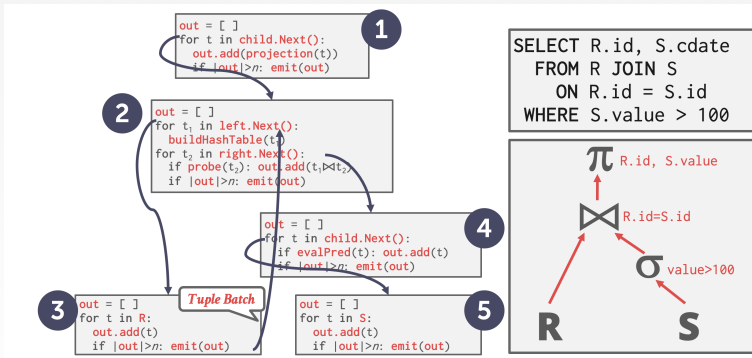 1
out = [ ]
for t in child.Next():
out.add(projection(t))
if |out|>n: emit(out)
2
out = [ ]
for t1 in left.Next():
buildHashTable(t1)
for t2 in right.Next():
if probe(t2): out.add(t1⋈t2)
if |out|>n: emit(out)
4
out = [ ]
for t in child.Next():
if evalPred(t): out.add(t)
if |out|>n: emit(out)
3
out = [ ]
for t in R:
out.add(t)
if |out|>n: emit(out)
Tuple Batch
5
out = [ ]
for t in S:
out.add(t)
if |out|>n: emit(out)
SELECT R.id, S.cdate
FROM R JOIN S
ON R.id = S.id
WHERE S.value > 100
π R.id, S.value
⋈ R.id=S.id
σ value>100
R S